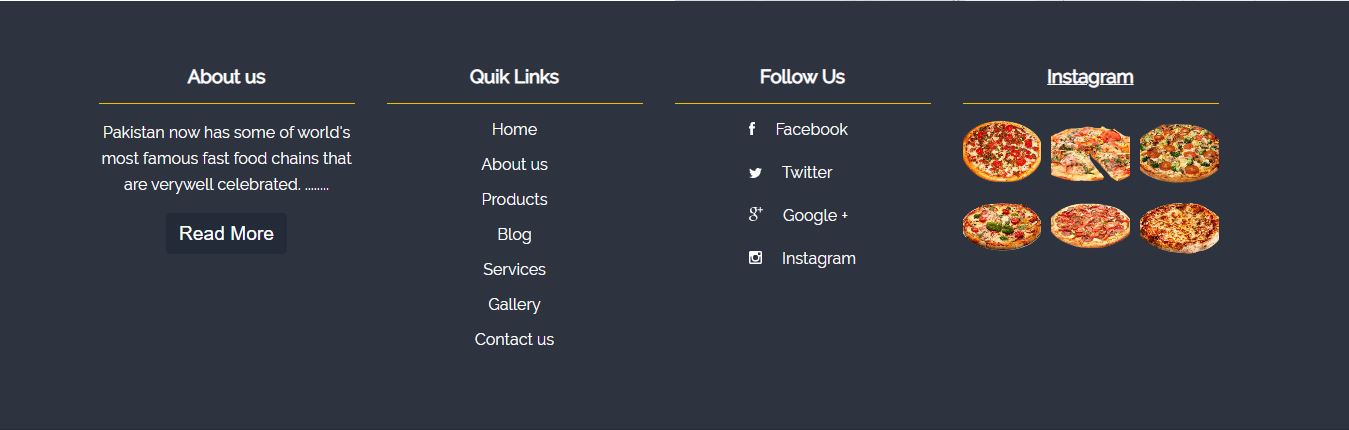 About us
Pakistan now has some of world's
most famous fast food chains that
are verywell celebrated. ........
Read More
Quik Links
Home
About us
Products
Blog
Services
Gallery
Contact us
Follow Us
Facebook
Twitter
Google +
Instagram
Instagram